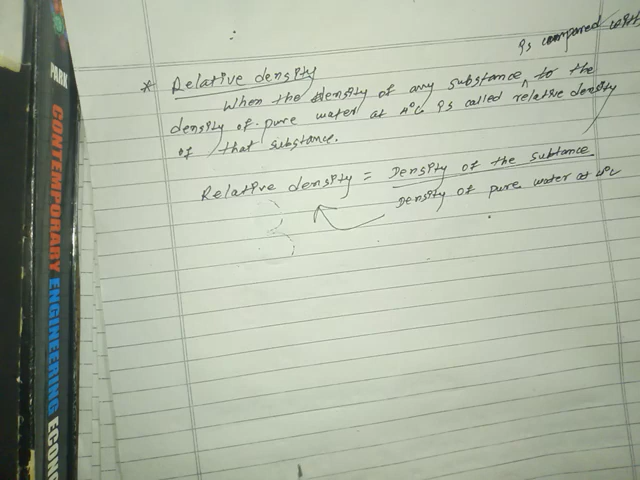 PARK
CONTEMPORARY ENGINEERING ECONO
is compared with
* Relative density
When the density of any substance ^ to the
density of pure water at 4°C is called relative density
of that substance.
Relative density = Density of the subtance
Density of pure water at 4°C